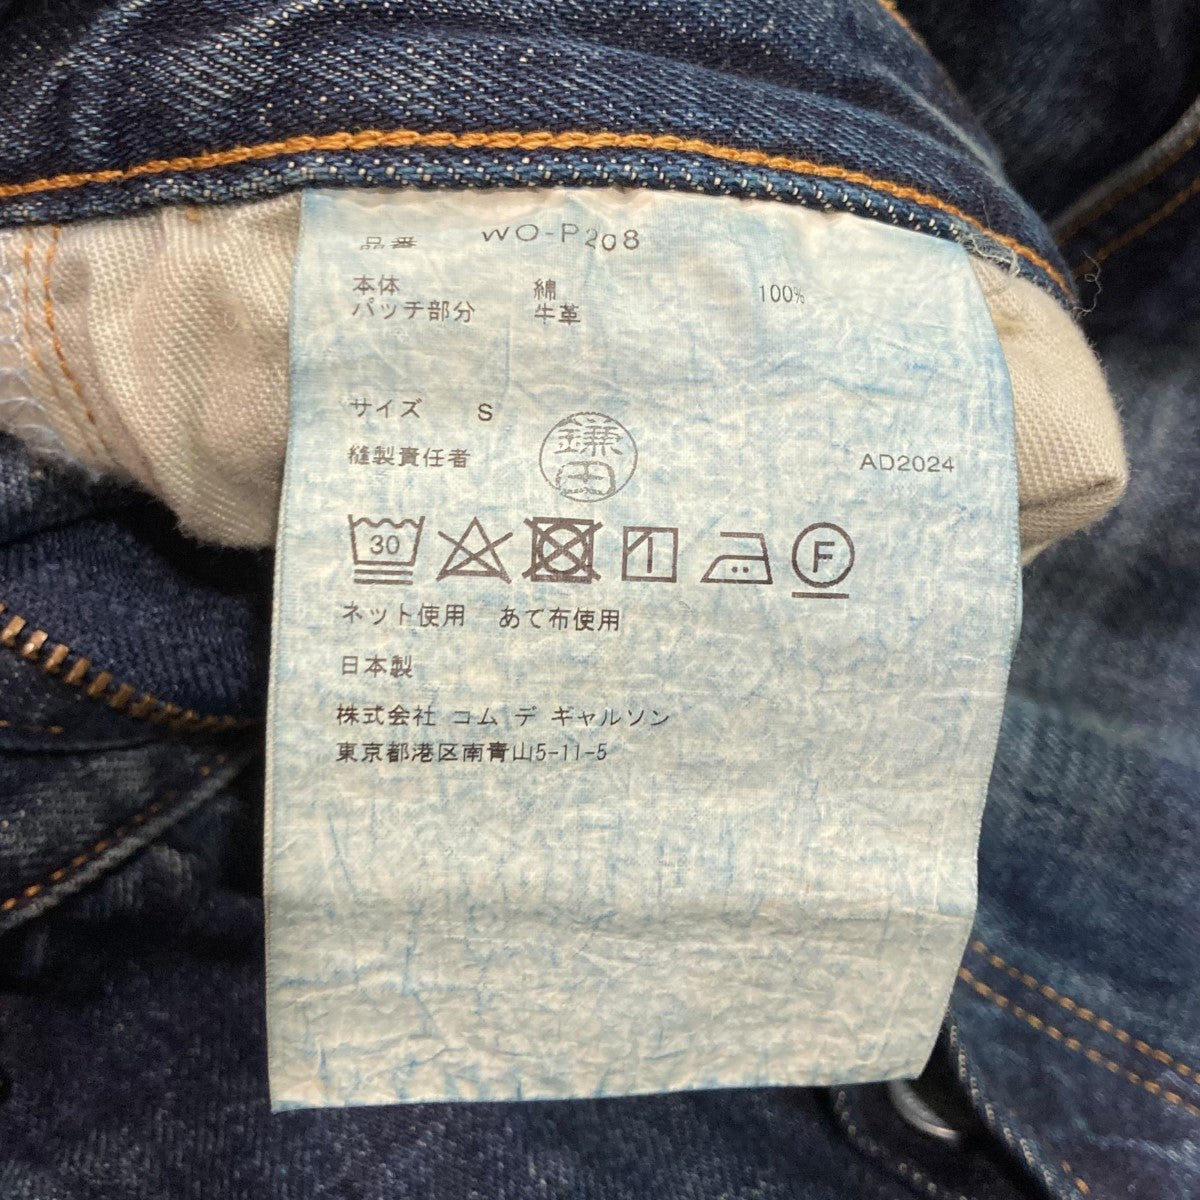 品番 WO-P208
本体 綿 100%
パッチ部分 牛革
サイズ S
縫製責任者 鎌田 AD2024
30 F
ネット使用 あて布使用
日本製
株式会社 コム デ ギャルソン
東京都港区南青山5-11-5